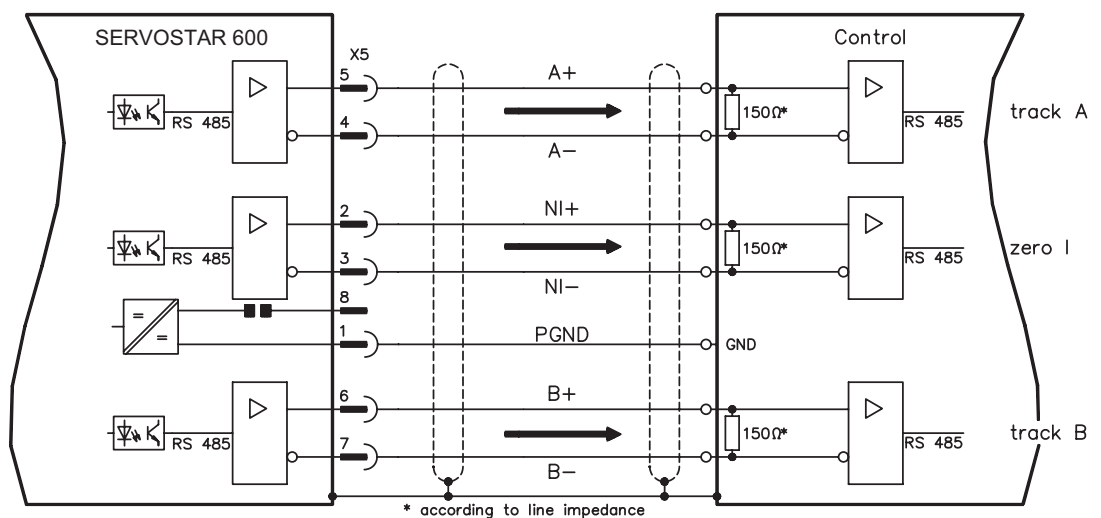 SERVOSTAR 600
X5
Control
5
A+
RS 485
150Ω*
RS 485
track A
4
A-
2
NI+
RS 485
150Ω*
RS 485
zero I
3
NI-
8
=
=
1
PGND
GND
6
B+
RS 485
150Ω*
RS 485
track B
7
B-
* according to line impedance